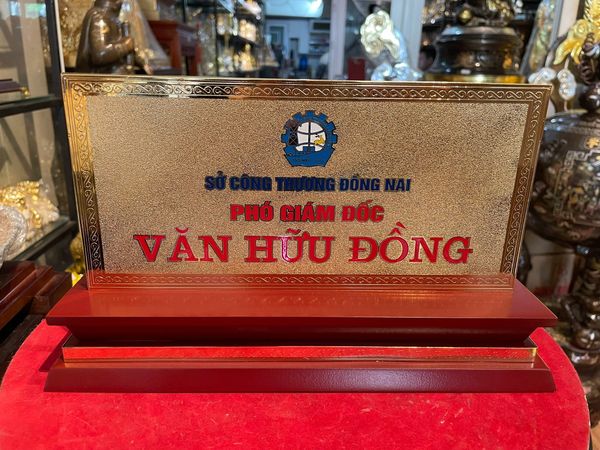 SỞ CÔNG THƯƠNG ĐỒNG NAI
PHÓ GIÁM ĐỐC
VĂN HỮU ĐỒNG